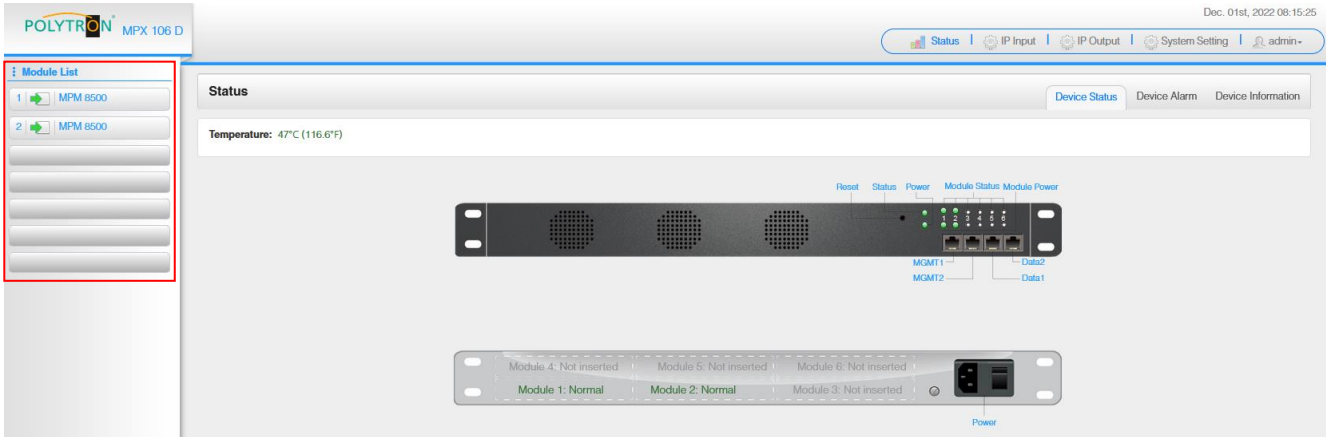 Dec. 01st, 2022 08:15:25
POLYTRON MPX 106 D
Status IP Input IP Output System Setting admin
Module List
1 MPM 8500
2 MPM 8500
Status
Device Status Device Alarm Device Information
Temperature: 47°C (116.6°F)
Reset Status Power Module Status Module Power
1 2 3 4 5 6
MGMT1 Data2
MGMT2 Data1
Module 4: Not inserted Module 5: Not inserted Module 6: Not inserted
Module 1: Normal Module 2: Normal Module 3: Not inserted
Power